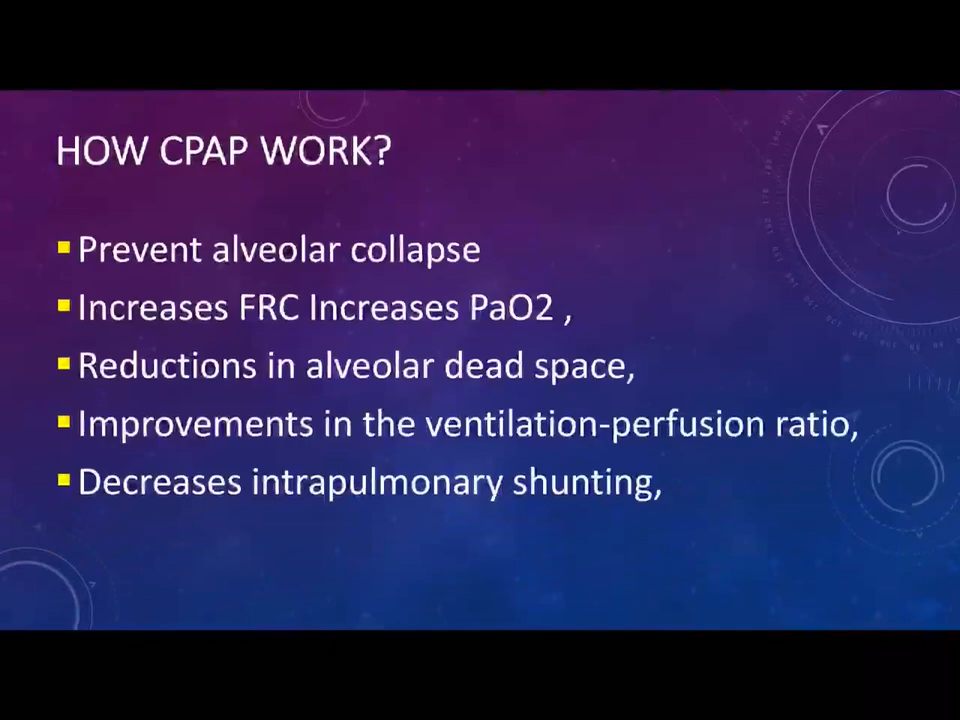 HOW CPAP WORK?
Prevent alveolar collapse
Increases FRC Increases PaO2 ,
Reductions in alveolar dead space,
Improvements in the ventilation-perfusion ratio,
Decreases intrapulmonary shunting,